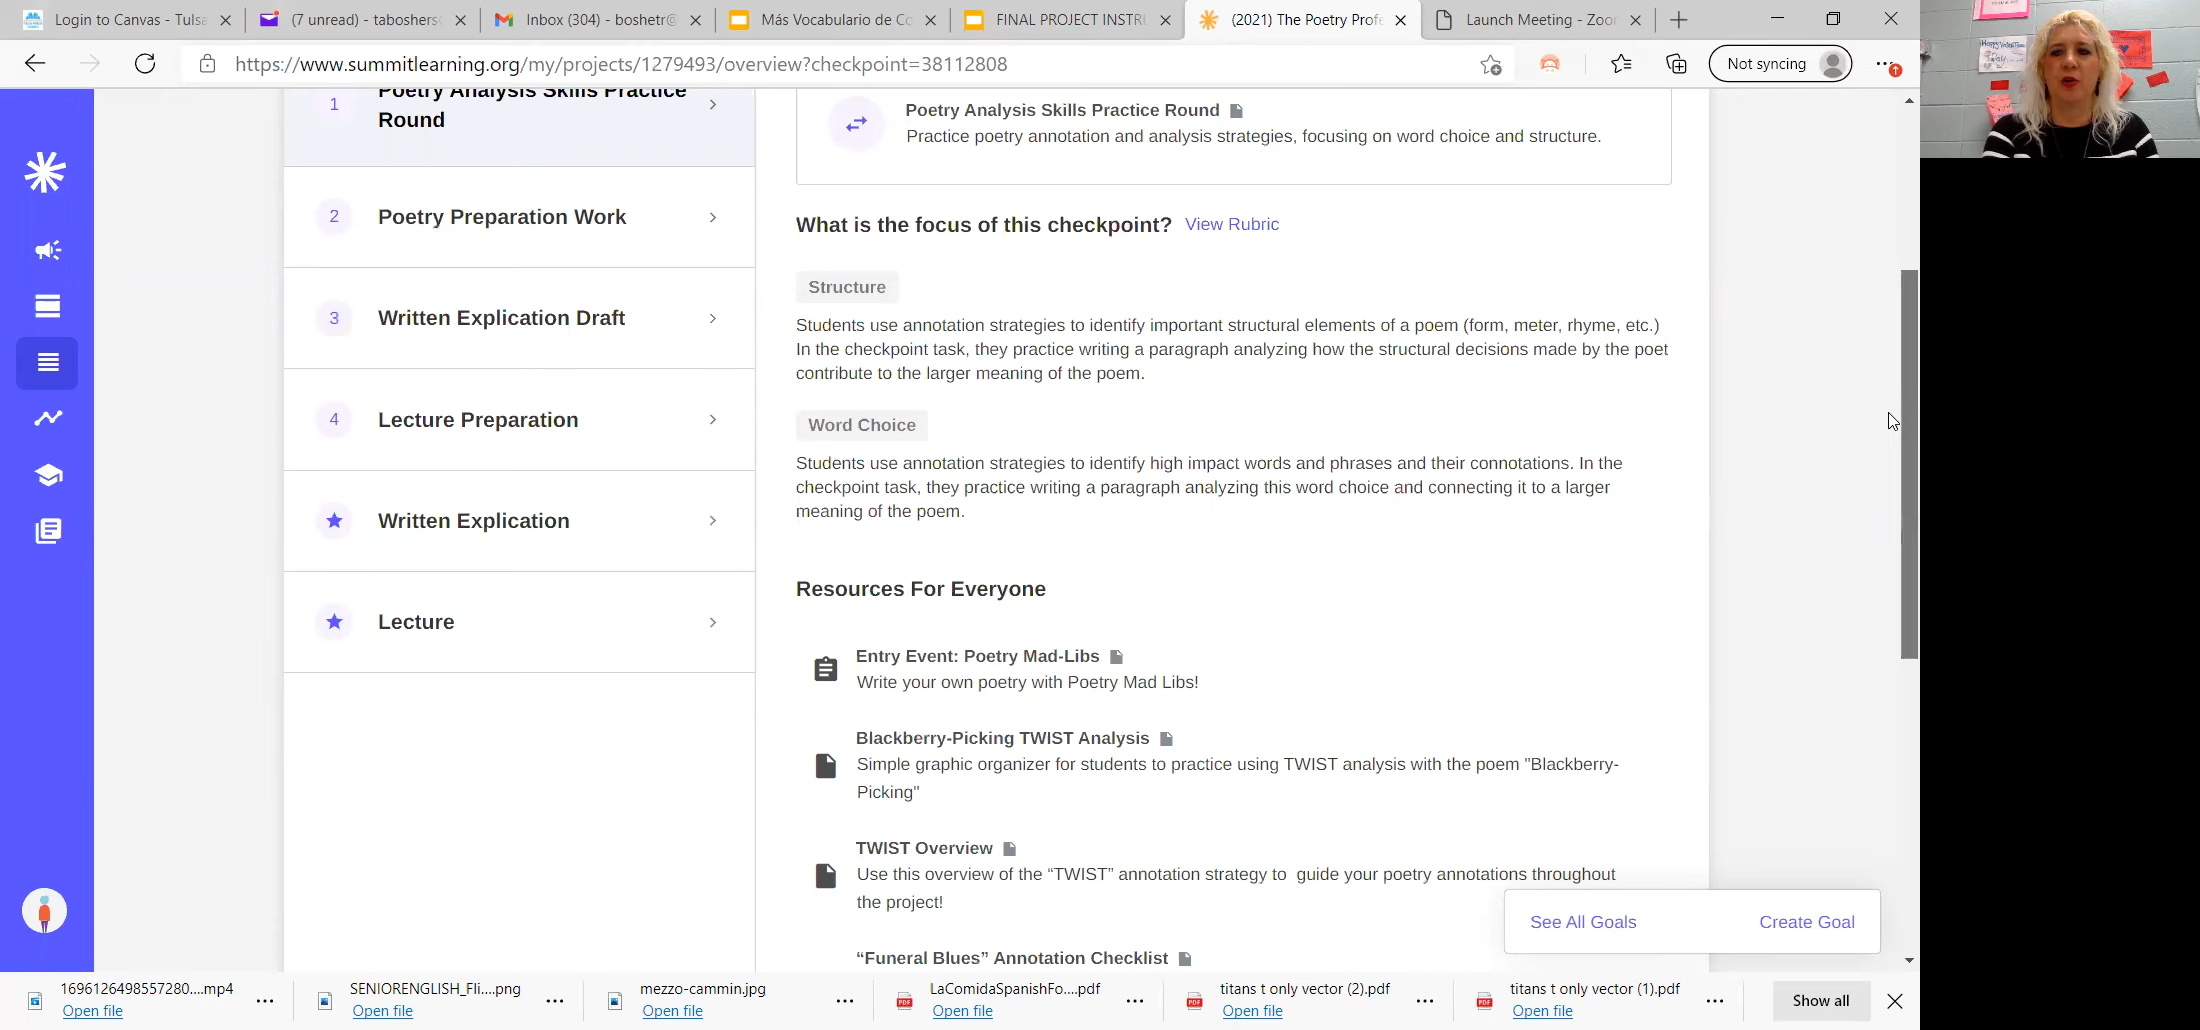 Login to Canvas - Tulsa
(7 unread) - taboshers
Inbox (304) - boshetr@
Más Vocabulario de Co
FINAL PROJECT INSTRU
(2021) The Poetry Profe
Launch Meeting - Zoom
https://www.summitlearning.org/my/projects/1279493/overview?checkpoint=38112808
Not syncing
1
Poetry Analysis Skills Practice
Round
2
Poetry Preparation Work
3
Written Explication Draft
4
Lecture Preparation
Written Explication
Lecture
Poetry Analysis Skills Practice Round
Practice poetry annotation and analysis strategies, focusing on word choice and structure.
What is the focus of this checkpoint? View Rubric
Structure
Students use annotation strategies to identify important structural elements of a poem (form, meter, rhyme, etc.)
In the checkpoint task, they practice writing a paragraph analyzing how the structural decisions made by the poet
contribute to the larger meaning of the poem.
Word Choice
Students use annotation strategies to identify high impact words and phrases and their connotations. In the
checkpoint task, they practice writing a paragraph analyzing this word choice and connecting it to a larger
meaning of the poem.
Resources For Everyone
Entry Event: Poetry Mad-Libs
Write your own poetry with Poetry Mad Libs!
Blackberry-Picking TWIST Analysis
Simple graphic organizer for students to practice using TWIST analysis with the poem "Blackberry-
Picking"
TWIST Overview
Use this overview of the “TWIST” annotation strategy to guide your poetry annotations throughout
the project!
“Funeral Blues” Annotation Checklist
See All Goals
Create Goal
1696126498557280....mp4
Open file
SENIORENGLISH_Fli....png
Open file
mezzo-cammin.jpg
Open file
LaComidaSpanishFo....pdf
Open file
titans t only vector (2).pdf
Open file
titans t only vector (1).pdf
Open file
Show all